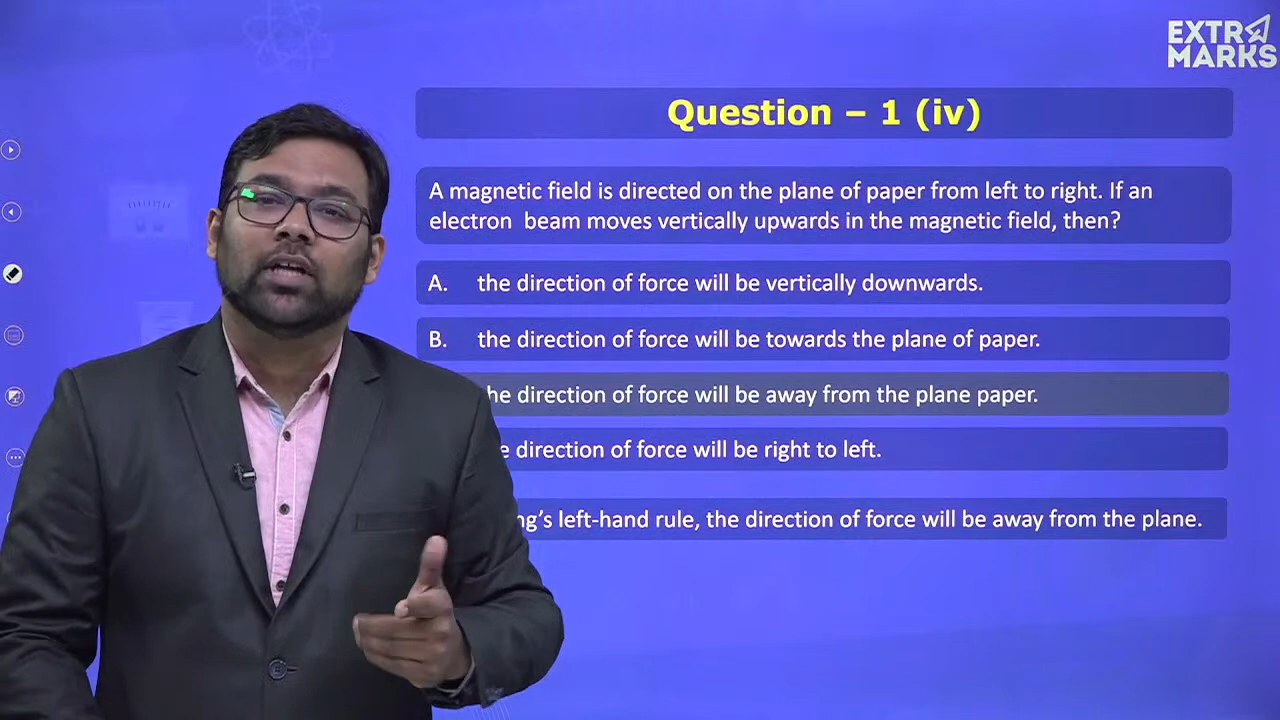 EXTRA
MARKS
Question – 1 (iv)
A magnetic field is directed on the plane of paper from left to right. If an
electron beam moves vertically upwards in the magnetic field, then?
A. the direction of force will be vertically downwards.
B. the direction of force will be towards the plane of paper.
he direction of force will be away from the plane paper.
e direction of force will be right to left.
ng's left-hand rule, the direction of force will be away from the plane.